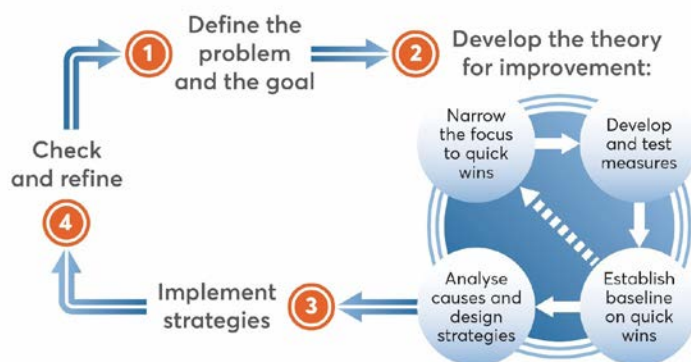 1
Define the
problem
and the goal
2
Develop the theory
for improvement:
Narrow
the focus
to quick
wins
Develop
and test
measures
Establish
baseline
on quick
wins
Analyse
causes and
design
strategies
3
Implement
strategies
4
Check
and refine